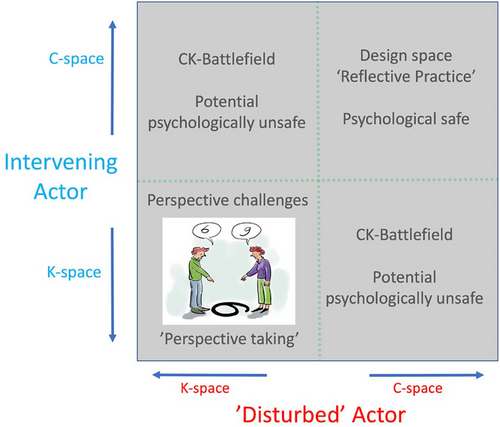 C-space
Intervening
Actor
K-space
CK-Battlefield
Potential
psychologically unsafe
Design space
‘Reflective Practice’
Psychological safe
Perspective challenges
6
9
6
’Perspective taking’
CK-Battlefield
Potential
psychologically unsafe
K-space
C-space
’Disturbed’ Actor